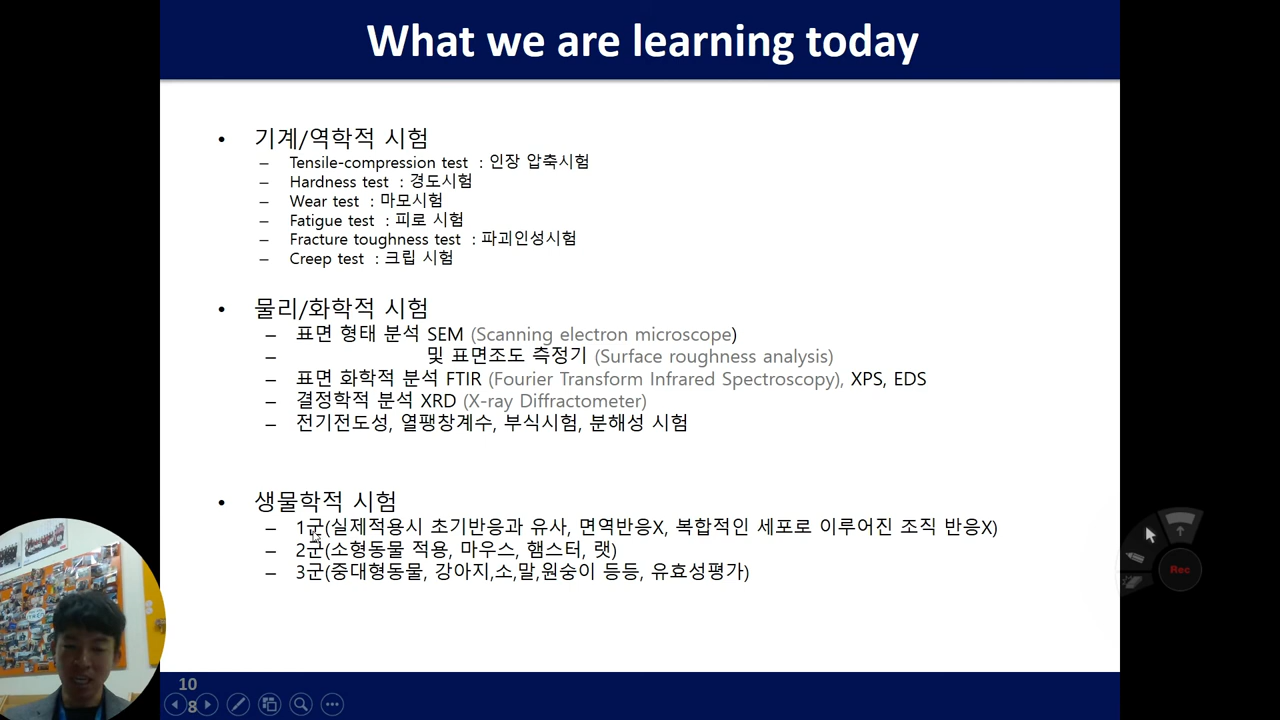 What we are learning today
• 기계/역학적 시험
– Tensile-compression test : 인장 압축시험
– Hardness test : 경도시험
– Wear test : 마모시험
– Fatigue test : 피로 시험
– Fracture toughness test : 파괴인성시험
– Creep test : 크립 시험
• 물리/화학적 시험
– 표면 형태 분석 SEM (Scanning electron microscope)
– 및 표면조도 측정기 (Surface roughness analysis)
– 표면 화학적 분석 FTIR (Fourier Transform Infrared Spectroscopy), XPS, EDS
– 결정학적 분석 XRD (X-ray Diffractometer)
– 전기전도성, 열팽창계수, 부식시험, 분해성 시험
• 생물학적 시험
– 1군(실제적용시 초기반응과 유사, 면역반응X, 복합적인 세포로 이루어진 조직 반응X)
– 2군(소형동물 적용, 마우스, 햄스터, 랫)
– 3군(중대형동물, 강아지,소,말,원숭이 등등, 유효성평가)
Rec
10
8